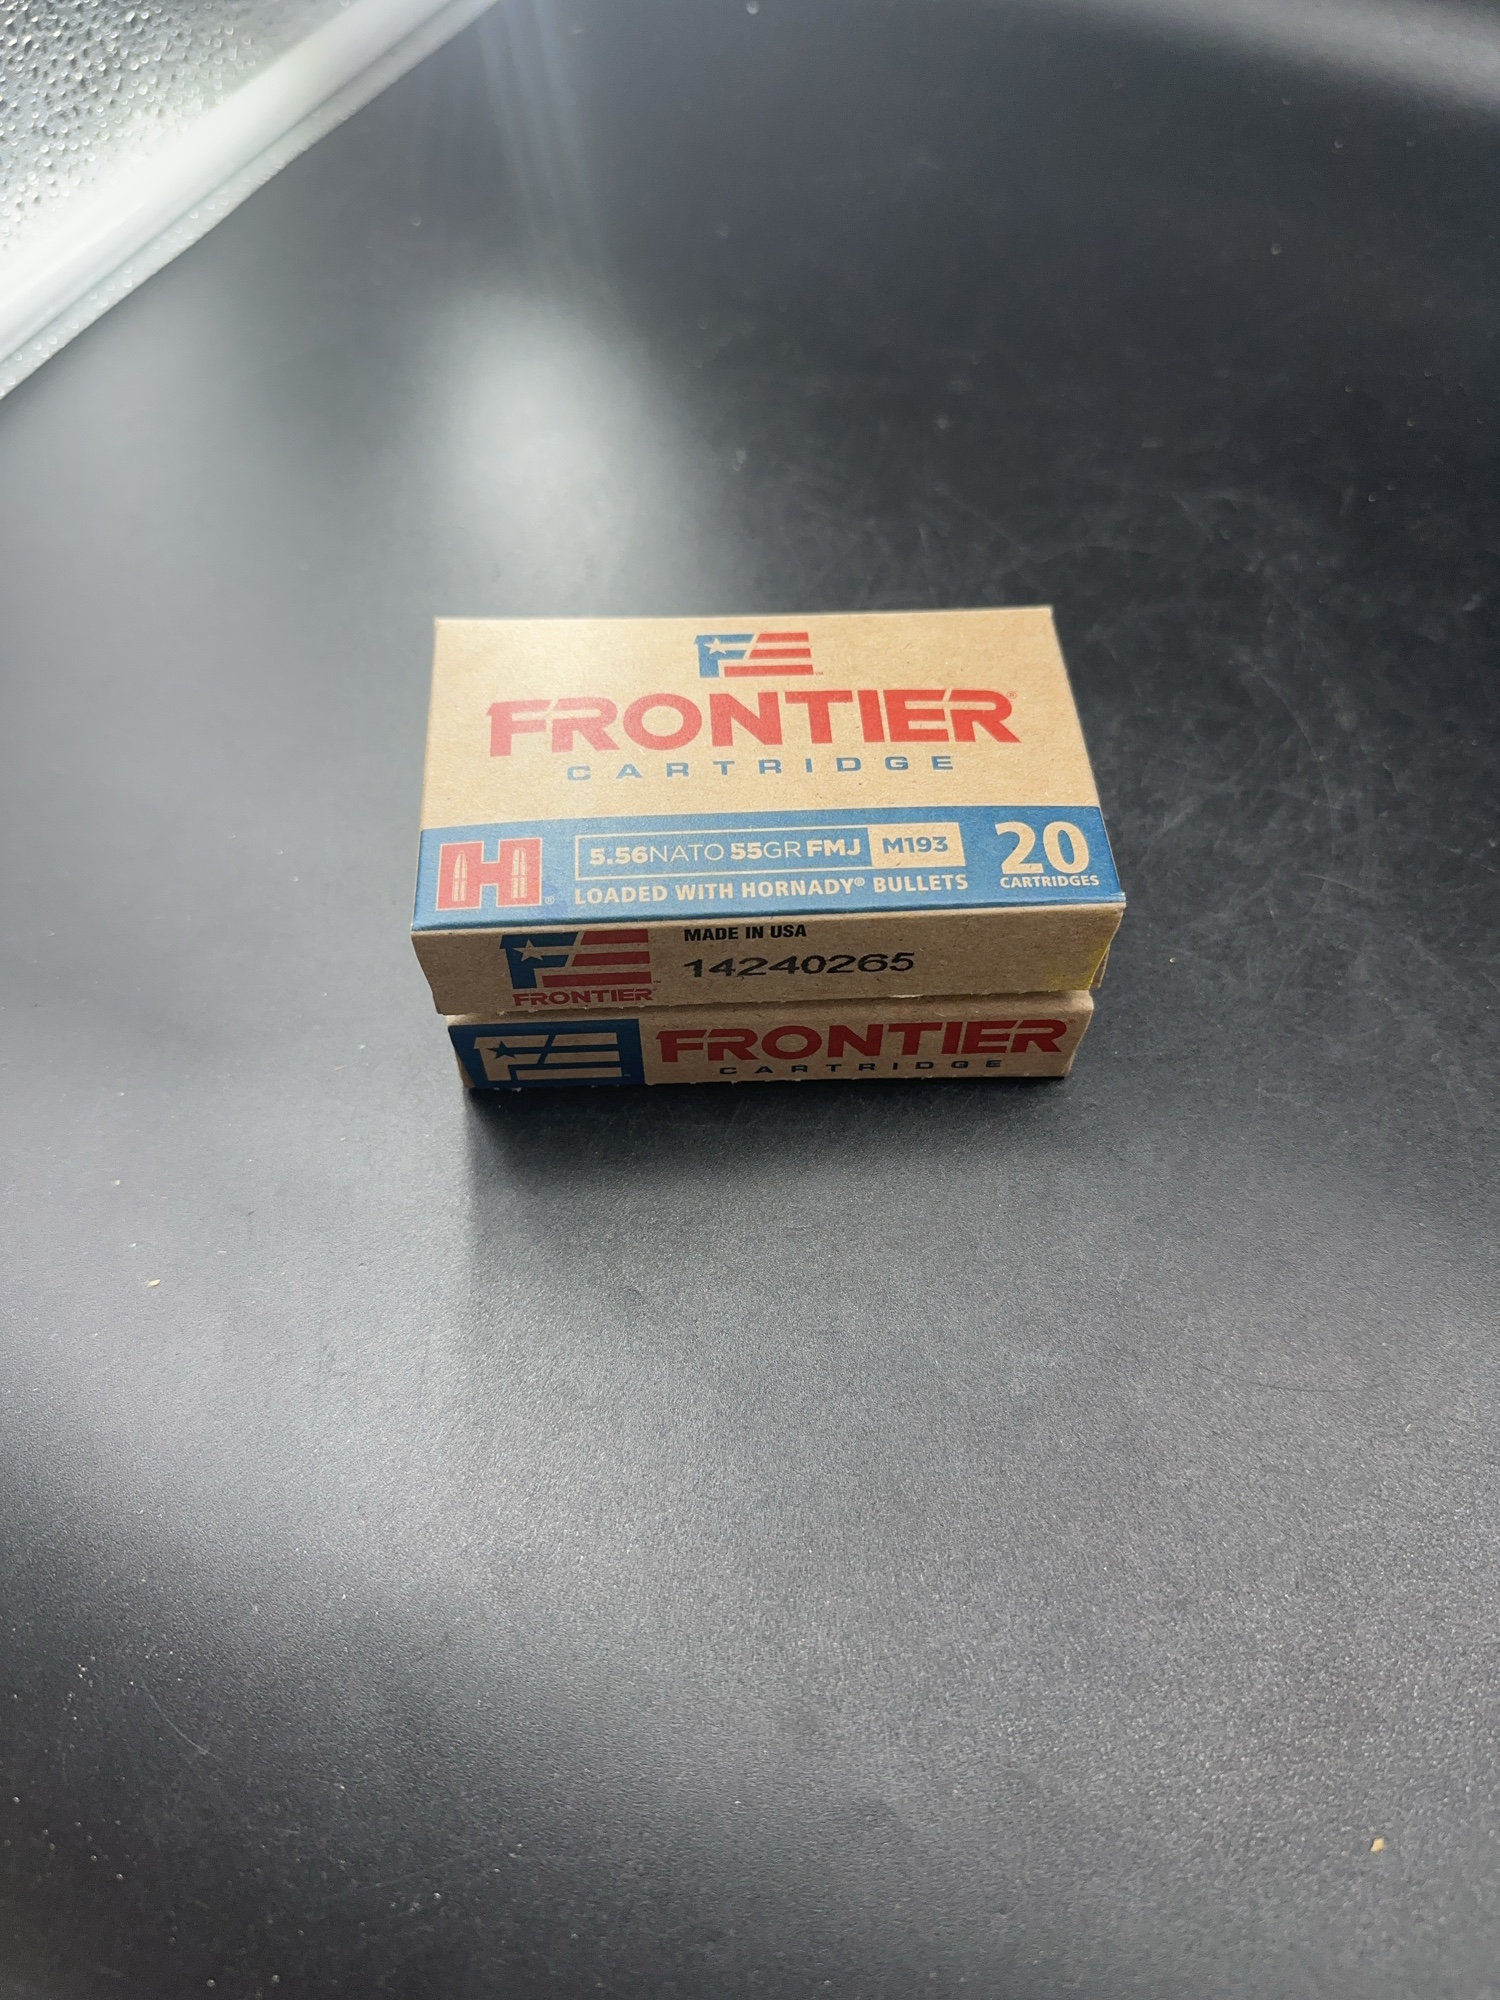 FRONTIER®
CARTRIDGE
H®
5.56NATO 55GR FMJ M193
LOADED WITH HORNADY® BULLETS
20
CARTRIDGES
MADE IN USA
14240265
FRONTIER
FRONTIER
CARTRIDGE